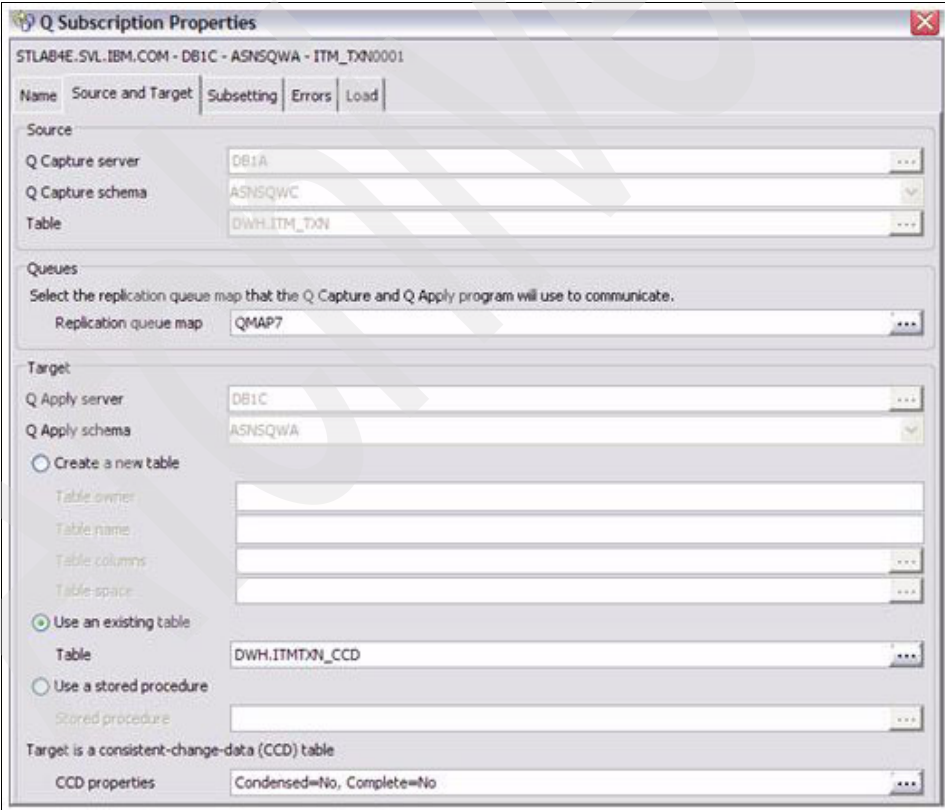 Q Subscription Properties
STLAB4E.SVL.IBM.COM - DB1C - ASNSQWA - ITM_TXN0001
Name Source and Target Subsetting Errors Load
Source
Q Capture server DB1A ...
Q Capture schema ASNSQWC
Table DWH.ITM_TXN ...
Queues
Select the replication queue map that the Q Capture and Q Apply program will use to communicate.
Replication queue map QMAP7 ...
Target
Q Apply server DB1C ...
Q Apply schema ASNSQWA
Create a new table
Table owner
Table name
Table columns ...
Table space ...
Use an existing table
Table DWH.ITMTXN_CCD ...
Use a stored procedure
Stored procedure ...
Target is a consistent-change-data (CCD) table
CCD properties Condensed=No, Complete=No ...